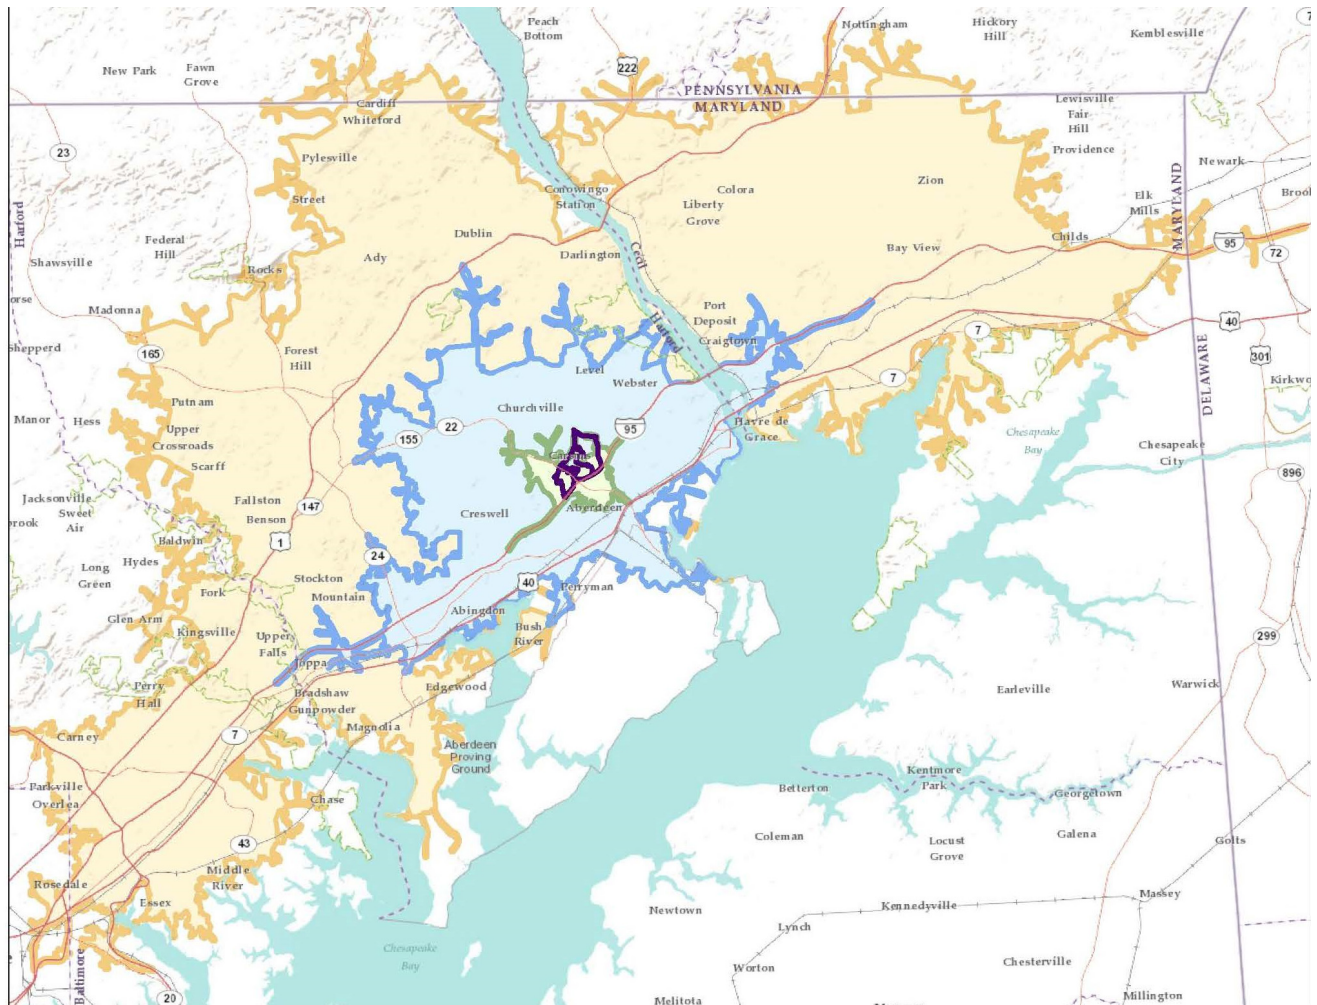 Peach
Bottom
Nottingham
Hickory
Hill
Kemblesville
7
New Park
Fawn
Grove
222
PENNSYLVANIA
MARYLAND
Cardiff
Whiteford
Lewisville
Fair
Hill
Providence
23
Pylesville
Newark
Street
Conowingo
Station
Colora
Liberty
Grove
Zion
Elk
Mills
MARYLAND
Harford
Federal
Hill
Shawsville
Rocks
Dublin
Ady
Darlington
Cecil
Harford
Bay View
Childs
95
72
Madonna
Port
Deposit
Craigtown
7
40
165
Forest
Hill
Level
Webster
7
DELAWARE
301
Putnam
Manor
Hess
Upper
Crossroads
Scarff
Churchville
22
155
95
Havre de
Grace
Chesapeake
Bay
Chesapeake
City
896
Jacksonville
Sweet
Air
Fallston
147
Benson
1
Creswell
Aberdeen
Baldwin
Long
Green
Hydes
24
Stockton
Mountain
40
Perryman
Fork
Glen Arm
Kingsville
Upper
Falls
Abingdon
Bush
River
299
Joppa
Perry
Hall
Bradshaw
Gunpowder
Edgewood
Earleville
Warwick
7
Carney
Magnolia
Aberdeen
Proving
Ground
Parkville
Overlea
Chase
Betterton
Kentmore
Park
Georgetown
43
Coleman
Locust
Grove
Galena
Golts
Rosedale
Middle
River
Essex
Massey
Newtown
Kennedyville
Lynch
Chesapeake
Bay
Baltimore
20
Worton
Chesterville
Melitota
Millington